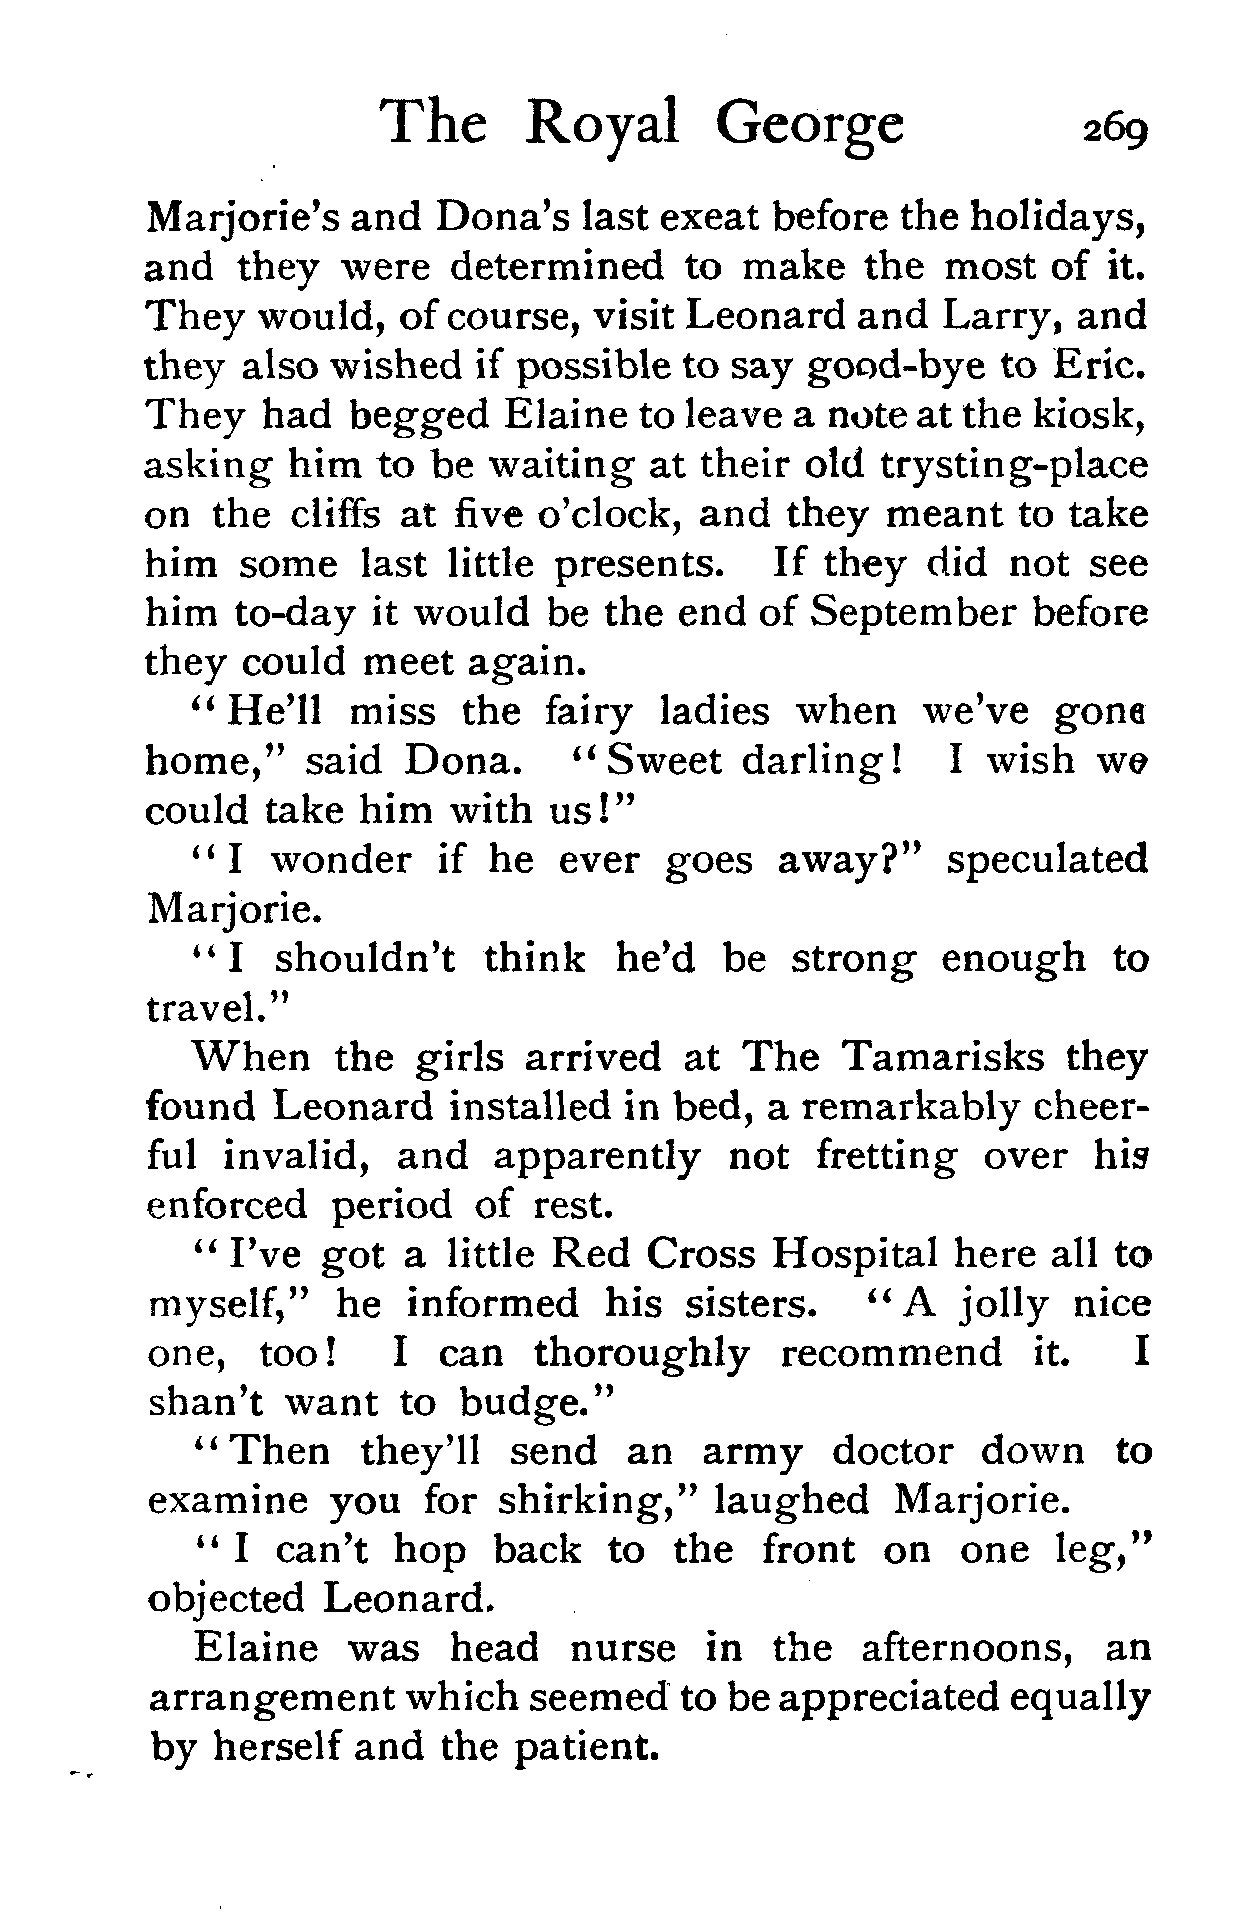 The Royal George 269
Marjorie's and Dona's last exeat before the holidays,
and they were determined to make the most of it.
They would, of course, visit Leonard and Larry, and
they also wished if possible to say good-bye to Eric.
They had begged Elaine to leave a note at the kiosk,
asking him to be waiting at their old trysting-place
on the cliffs at five o'clock, and they meant to take
him some last little presents. If they did not see
him to-day it would be the end of September before
they could meet again.
"He'll miss the fairy ladies when we've gone
home," said Dona. "Sweet darling! I wish we
could take him with us!"
"I wonder if he ever goes away?" speculated
Marjorie.
"I shouldn't think he'd be strong enough to
travel."
When the girls arrived at The Tamarisks they
found Leonard installed in bed, a remarkably cheer-
ful invalid, and apparently not fretting over his
enforced period of rest.
"I've got a little Red Cross Hospital here all to
myself," he informed his sisters. "A jolly nice
one, too! I can thoroughly recommend it. I
shan't want to budge."
"Then they'll send an army doctor down to
examine you for shirking," laughed Marjorie.
"I can't hop back to the front on one leg,"
objected Leonard.
Elaine was head nurse in the afternoons, an
arrangement which seemed to be appreciated equally
by herself and the patient.